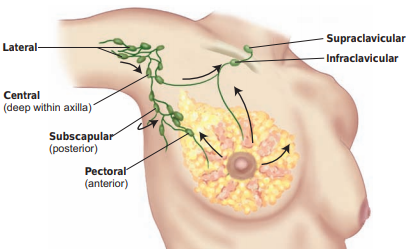 Lateral
Central
(deep within axilla)
Subscapular
(posterior)
Pectoral
(anterior)
Supraclavicular
Infraclavicular